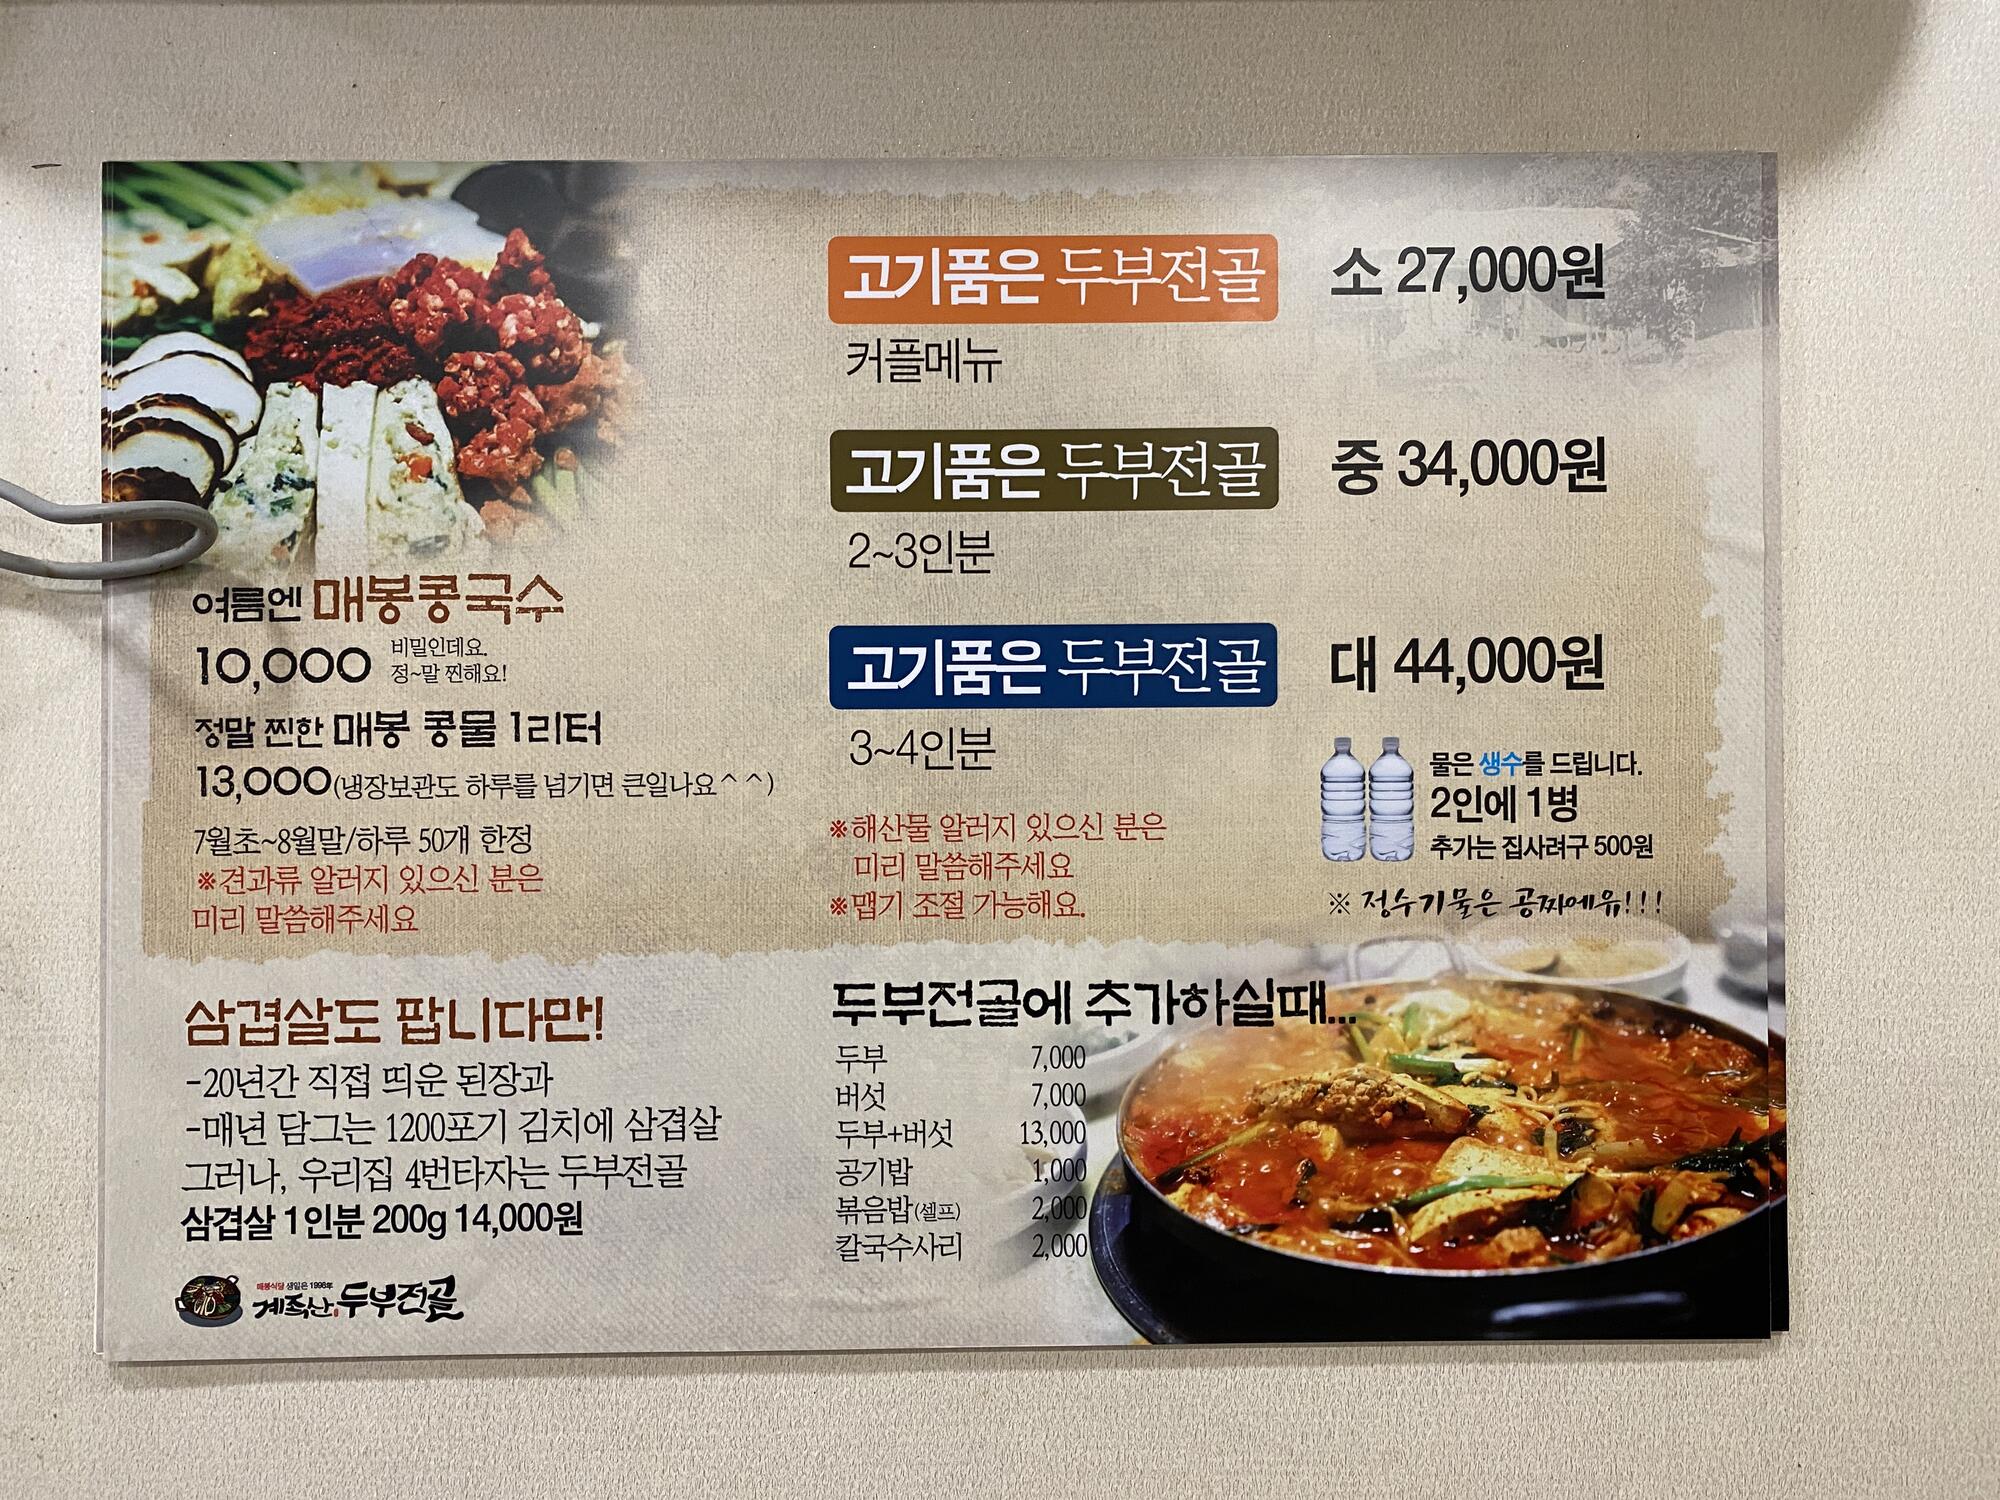 고기품은 두부전골 소 27,000원
커플메뉴
고기품은 두부전골 중 34,000원
2~3인분
고기품은 두부전골 대 44,000원
3~4인분
※해산물 알러지 있으신 분은
미리 말씀해주세요
※맵기 조절 가능해요.
물은 생수를 드립니다.
2인에 1병
추가는 집사려구 500원
※ 정수기물은 공짜에유!!!
여름엔 매봉콩국수
10,000 비밀인데요.
정~말 찐해요!
정말 찐한 매봉 콩물 1리터
13,000(냉장보관도 하루를 넘기면 큰일나요^^)
7월초~8월말/하루 50개 한정
※견과류 알러지 있으신 분은
미리 말씀해주세요
삼겹살도 팝니다만!
-20년간 직접 띄운 된장과
-매년 담그는 1200포기 김치에 삼겹살
그러나, 우리집 4번타자는 두부전골
삼겹살 1인분 200g 14,000원
매봉식당 생일은 1998年
계족산 두부전골
두부전골에 추가하실때...
두부 7,000
버섯 7,000
두부+버섯 13,000
공기밥 1,000
볶음밥(셀프) 2,000
칼국수사리 2,000